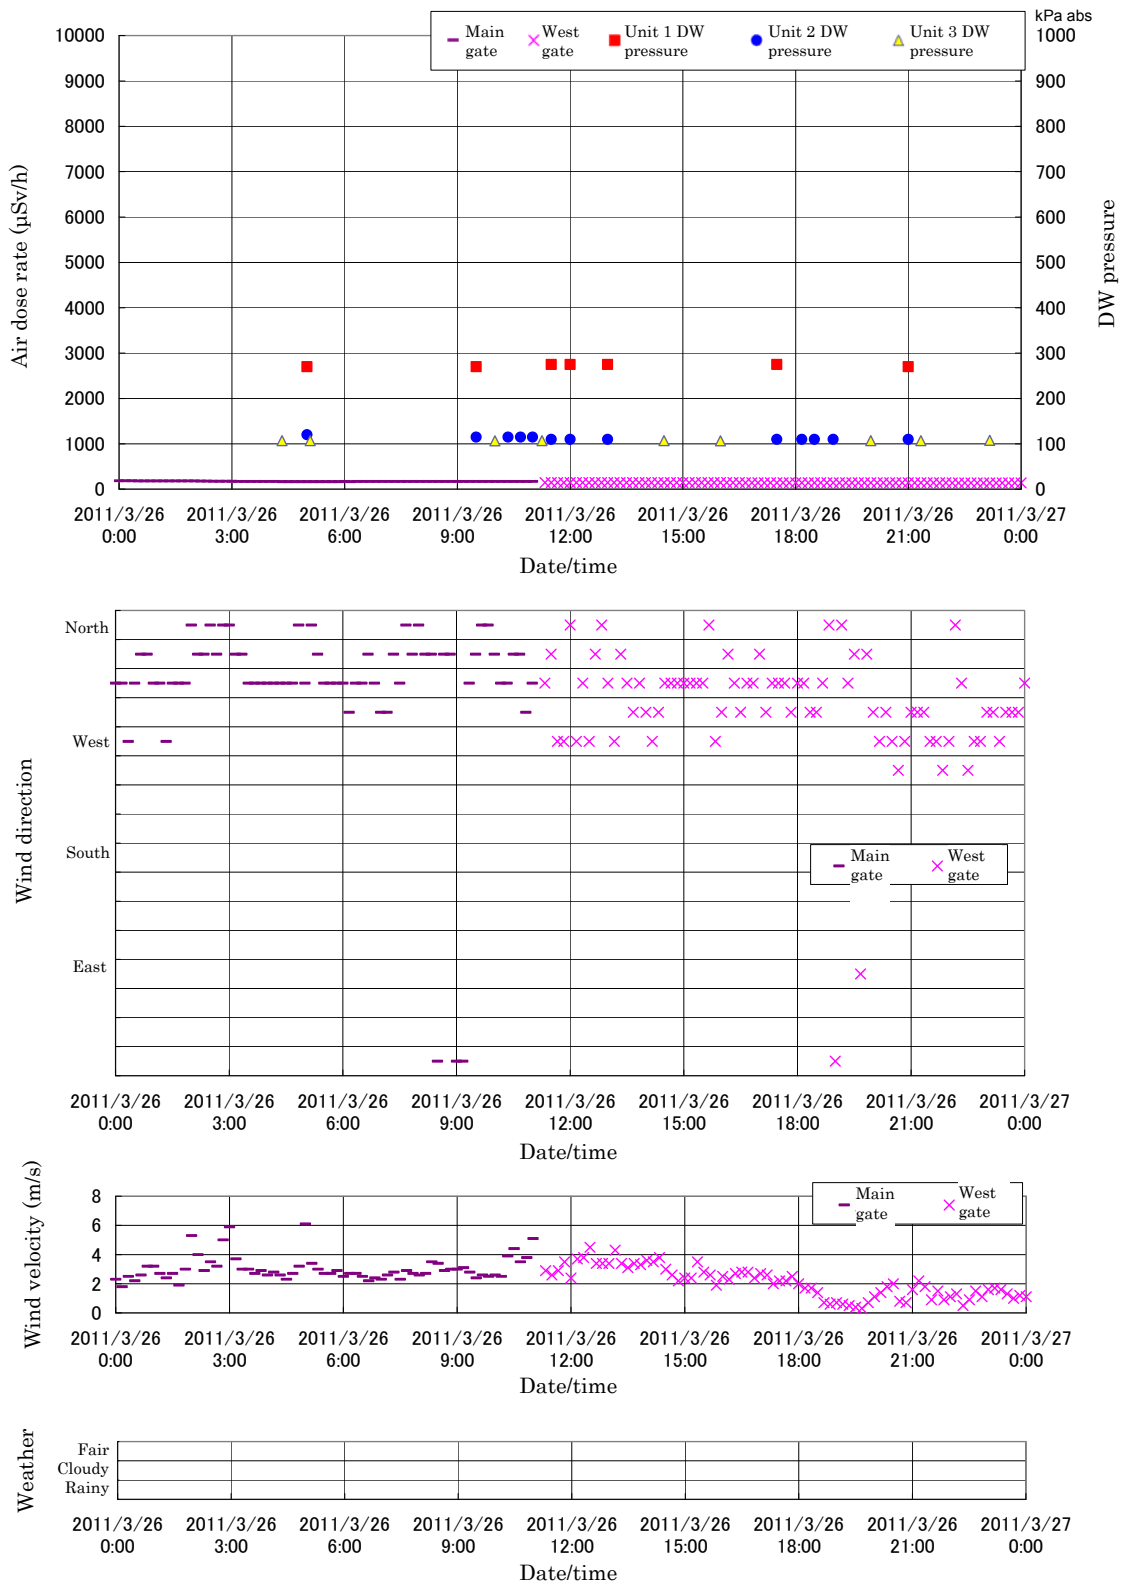 kPa abs
Main gate
West gate
Unit 1 DW pressure
Unit 2 DW pressure
Unit 3 DW pressure
10000
9000
8000
7000
6000
5000
4000
3000
2000
1000
0
1000
900
800
700
600
500
400
300
200
100
0
Air dose rate (μSv/h)
DW pressure
2011/3/26 2011/3/26 2011/3/26 2011/3/26 2011/3/26 2011/3/26 2011/3/26 2011/3/26 2011/3/27
0:00 3:00 6:00 9:00 12:00 15:00 18:00 21:00 0:00
Date/time
North
West
South
East
Wind direction
Main gate
West gate
2011/3/26 2011/3/26 2011/3/26 2011/3/26 2011/3/26 2011/3/26 2011/3/26 2011/3/26 2011/3/27
0:00 3:00 6:00 9:00 12:00 15:00 18:00 21:00 0:00
Date/time
Wind velocity (m/s)
Main gate
West gate
8
6
4
2
0
2011/3/26 2011/3/26 2011/3/26 2011/3/26 2011/3/26 2011/3/26 2011/3/26 2011/3/26 2011/3/27
0:00 3:00 6:00 9:00 12:00 15:00 18:00 21:00 0:00
Date/time
Weather
Fair
Cloudy
Rainy
2011/3/26 2011/3/26 2011/3/26 2011/3/26 2011/3/26 2011/3/26 2011/3/26 2011/3/26 2011/3/27
0:00 3:00 6:00 9:00 12:00 15:00 18:00 21:00 0:00
Date/time